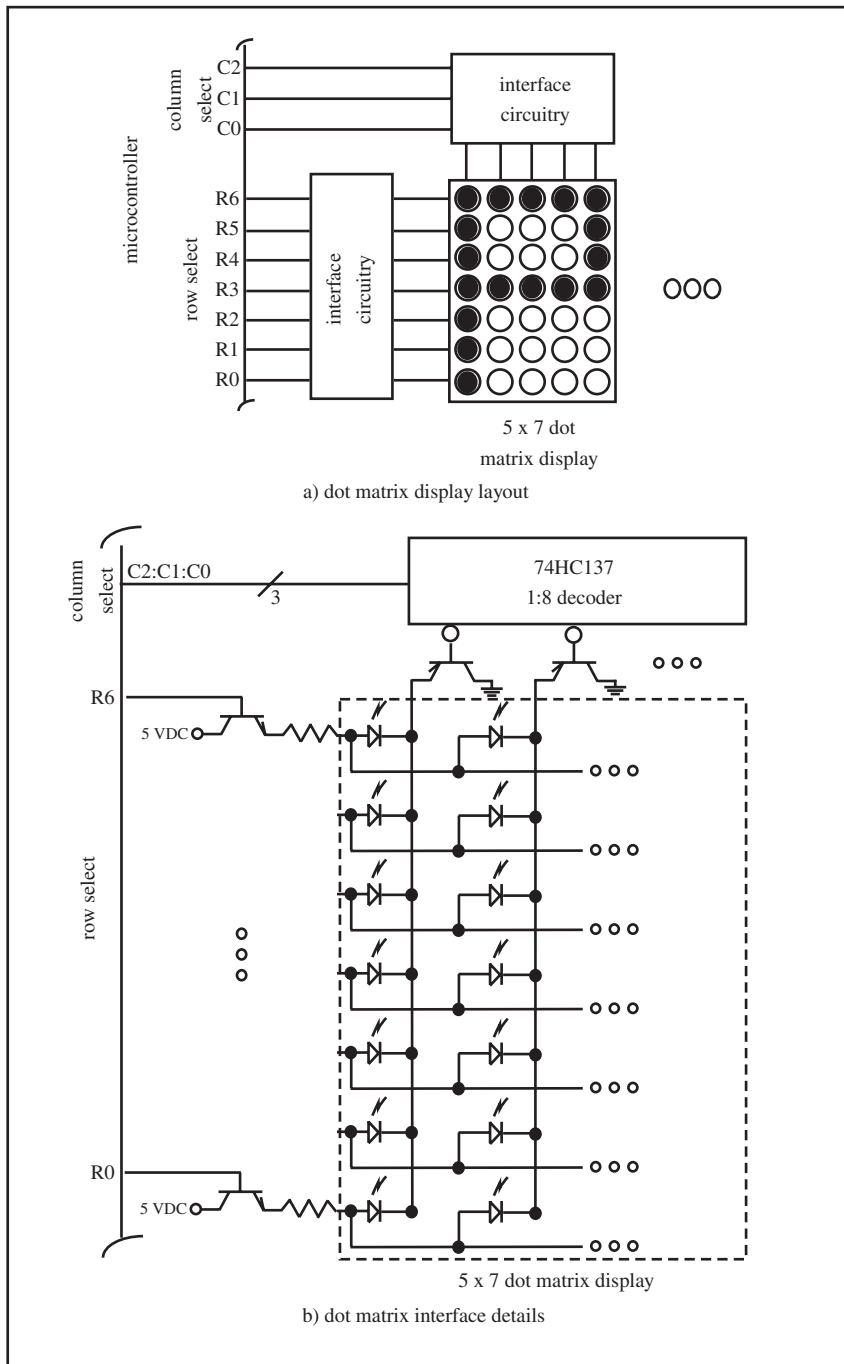 C2
C1
C0
column
select
interface
circuitry
microcontroller
row select
R6
R5
R4
R3
R2
R1
R0
interface
circuitry
5 x 7 dot
matrix display
a) dot matrix display layout
column
select
C2:C1:C0
3
74HC137
1:8 decoder
R6
5 VDC
row select
R0
5 VDC
5 x 7 dot matrix display
b) dot matrix interface details